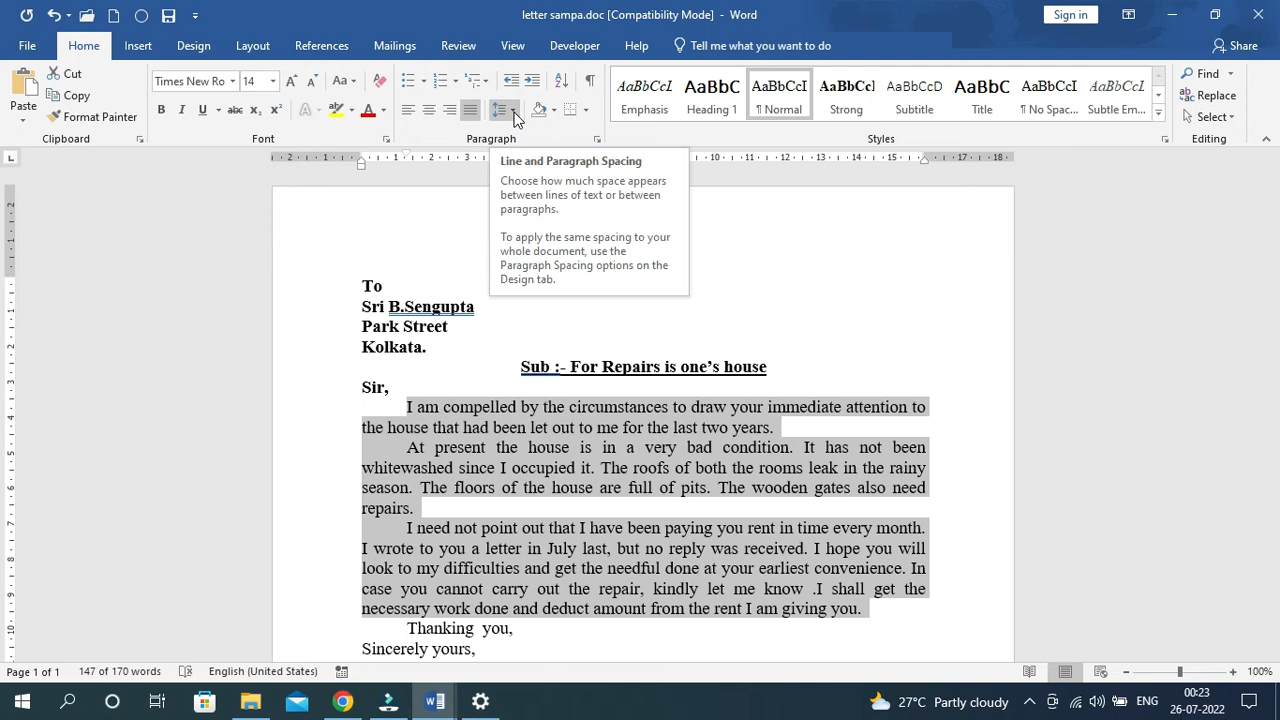 letter sampa.doc [Compatibility Mode] - Word
Sign in
File Home Insert Design Layout References Mailings Review View Developer Help Tell me what you want to do Share
Paste
Cut
Copy
Format Painter
Clipboard
Times New Ro 14
Font
Paragraph
AaBbCcI AaBbC AaBbCcI AaBbCcI AaBbCcI AaBbC AaBbCcI AaBbCcI
Emphasis Heading 1 ¶ Normal Strong Subtitle Title ¶ No Spac... Subtle Em...
Styles
Find
Replace
Select
Editing
Line and Paragraph Spacing
Choose how much space appears
between lines of text or between
paragraphs.
To apply the same spacing to your
whole document, use the
Paragraph Spacing options on the
Design tab.
To
Sri B.Sengupta
Park Street
Kolkata.
Sub :- For Repairs is one’s house
Sir,
I am compelled by the circumstances to draw your immediate attention to
the house that had been let out to me for the last two years.
At present the house is in a very bad condition. It has not been
whitewashed since I occupied it. The roofs of both the rooms leak in the rainy
season. The floors of the house are full of pits. The wooden gates also need
repairs.
I need not point out that I have been paying you rent in time every month.
I wrote to you a letter in July last, but no reply was received. I hope you will
look to my difficulties and get the needful done at your earliest convenience. In
case you cannot carry out the repair, kindly let me know .I shall get the
necessary work done and deduct amount from the rent I am giving you.
Thanking you,
Sincerely yours,
Page 1 of 1 147 of 170 words English (United States) 100%
27°C Partly cloudy ENG 00:23
26-07-2022